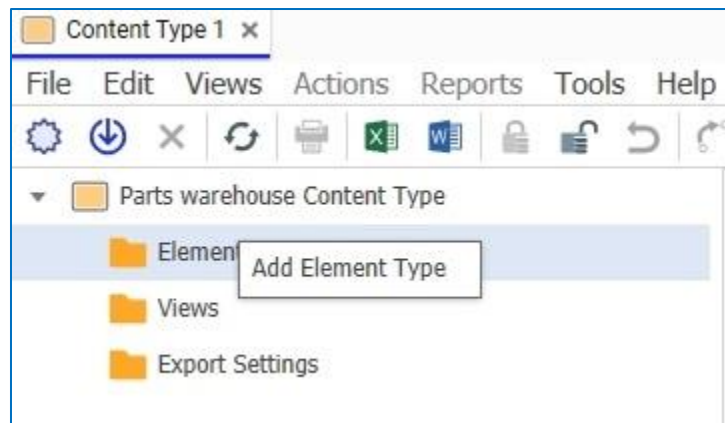 Content Type 1
File Edit Views Actions Reports Tools Help
Parts warehouse Content Type
Element
Add Element Type
Views
Export Settings